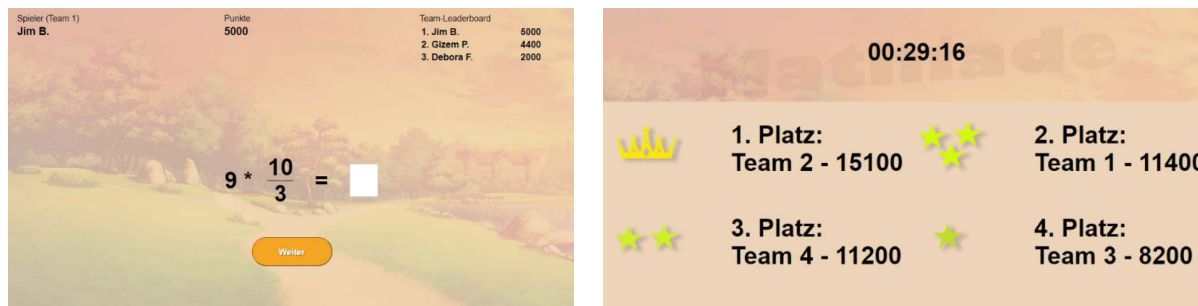 Spieler (Team 1)
Jim B.
Punkte
5000
Team-Leaderboard
1. Jim B. 5000
2. Gizem P. 4400
3. Debora F. 2000
9 * 10/3 =
Weiter
00:29:16
1. Platz:
Team 2 - 15100
2. Platz:
Team 1 - 11400
3. Platz:
Team 4 - 11200
4. Platz:
Team 3 - 8200